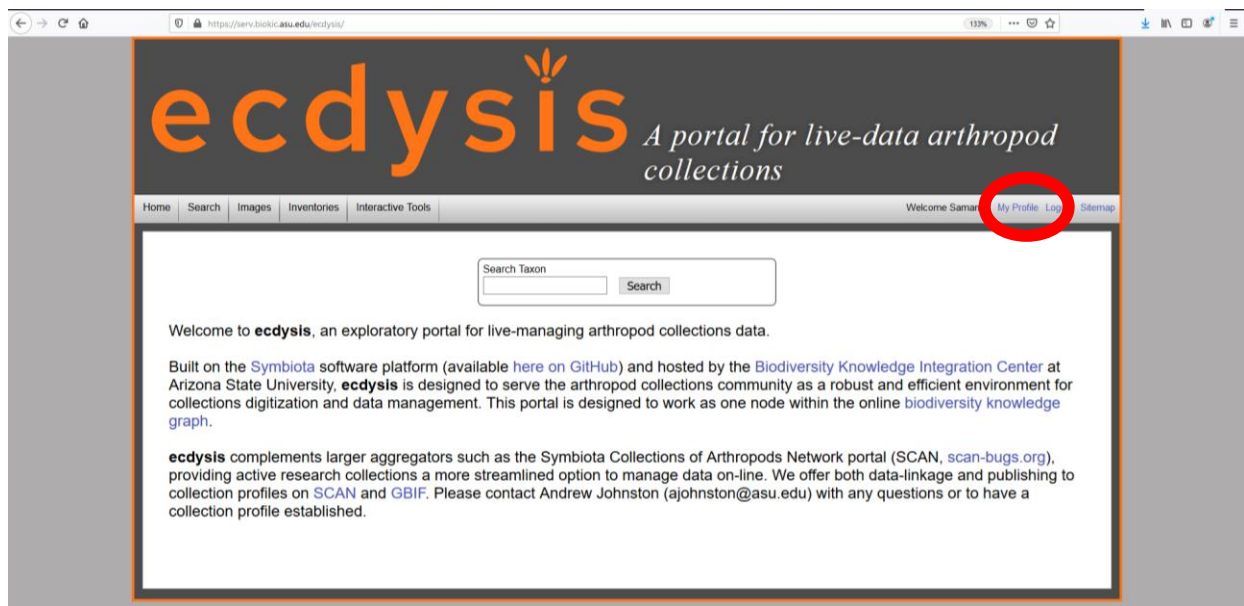 https://serv.biokic.asu.edu/ecdysis/
133%
ecdysis
A portal for live-data arthropod
collections
Home Search Images Inventories Interactive Tools Welcome My Profile Sitemap
Search Taxon
Search
Welcome to ecdysis, an exploratory portal for live-managing arthropod collections data.
Built on the Symbiota software platform (available here on GitHub) and hosted by the Biodiversity Knowledge Integration Center at
Arizona State University, ecdysis is designed to serve the arthropod collections community as a robust and efficient environment for
collections digitization and data management. This portal is designed to work as one node within the online biodiversity knowledge
graph.
ecdysis complements larger aggregators such as the Symbiota Collections of Arthropods Network portal (SCAN, scan-bugs.org),
providing active research collections a more streamlined option to manage data on-line. We offer both data-linkage and publishing to
collection profiles on SCAN and GBIF. Please contact Andrew Johnston (ajohnston@asu.edu) with any questions or to have a
collection profile established.